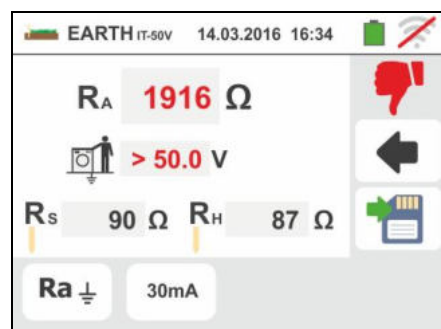 EARTH IT-50V 14.03.2016 16:34
RA 1916 Ω
> 50.0 V
RS 90 Ω RH 87 Ω
Ra 30mA